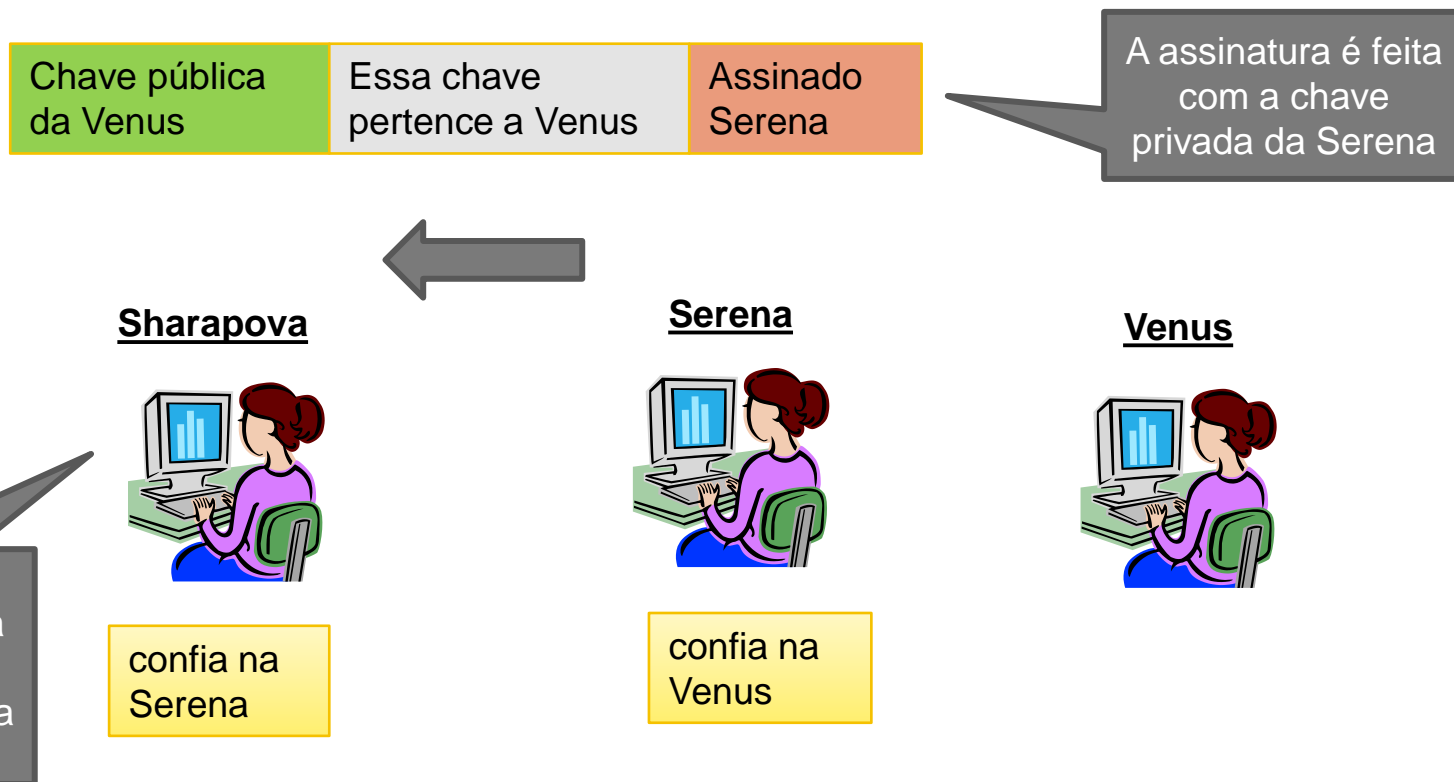 Chave pública
da Venus
Essa chave
pertence a Venus
Assinado
Serena
A assinatura é feita
com a chave
privada da Serena
Sharapova
Serena
Venus
confia na
Serena
confia na
Venus